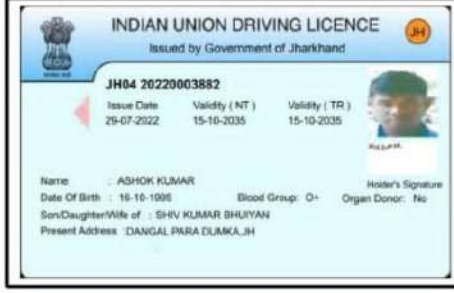 INDIAN UNION DRIVING LICENCE
Issued by Government of Jharkhand
JH
JH04 20220003882
Issue Date Validity ( NT ) Validity ( TR )
29-07-2022 15-10-2035 15-10-2035
Name : ASHOK KUMAR
Holder's Signature
Date Of Birth : 16-10-1995 Blood Group: O+ Organ Donor: No
Son/Daughter/Wife of : SHIV KUMAR BHUIYAN
Present Address :DANGAL PARA DUMKA,JH